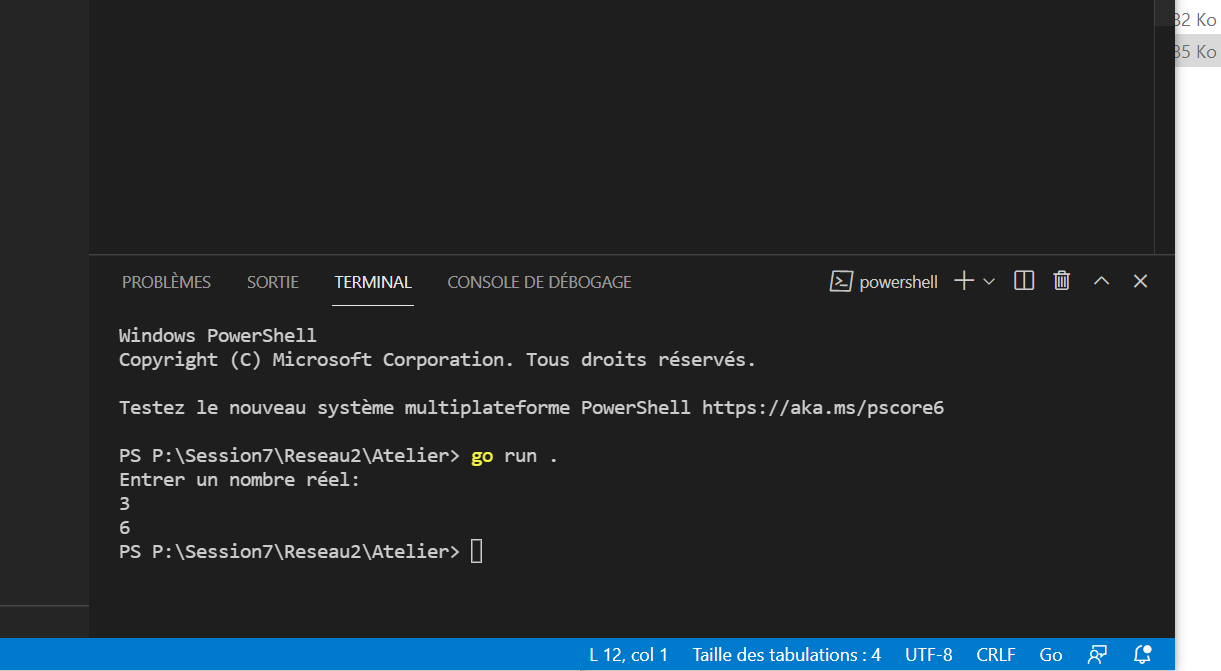 32 Ko
35 Ko
PROBLÈMES SORTIE TERMINAL CONSOLE DE DÉBOGAGE powershell
Windows PowerShell
Copyright (C) Microsoft Corporation. Tous droits réservés.
Testez le nouveau système multiplateforme PowerShell https://aka.ms/pscore6
PS P:\Session7\Reseau2\Atelier> go run .
Entrer un nombre réel:
3
6
PS P:\Session7\Reseau2\Atelier>
L 12, col 1 Taille des tabulations : 4 UTF-8 CRLF Go